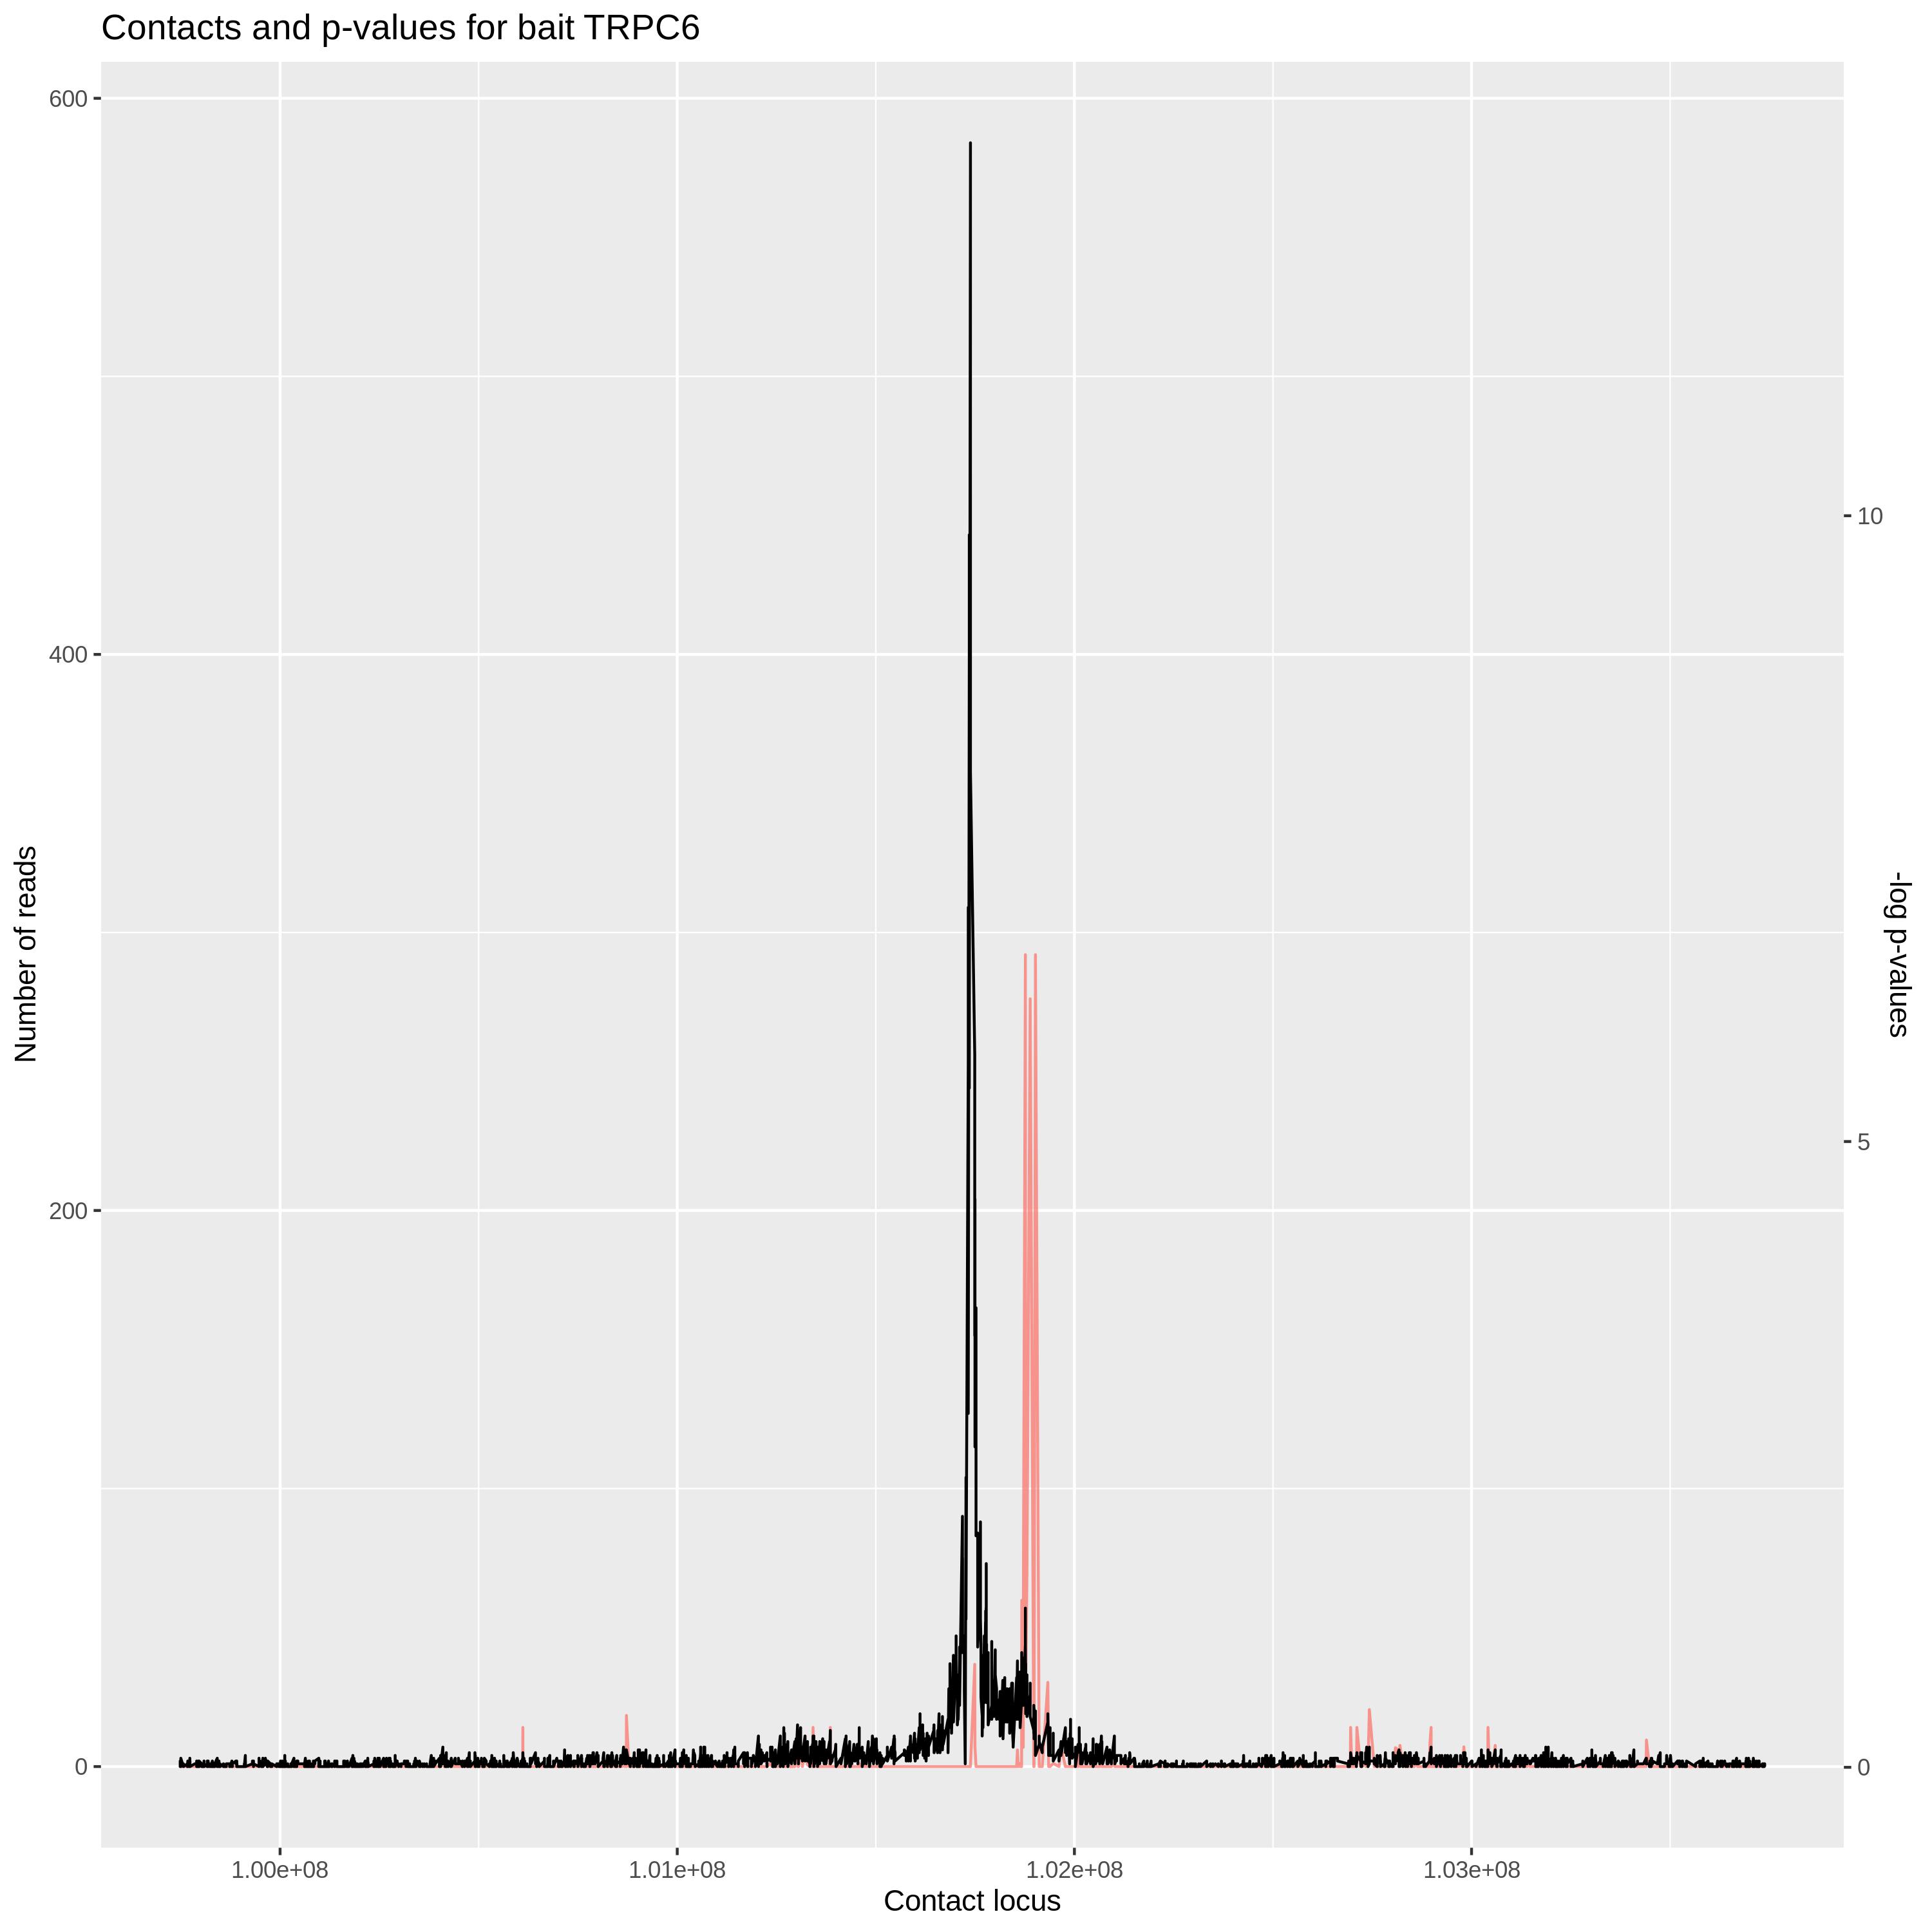 Contacts and p-values for bait TRPC6
Number of reads
600
400
200
0
-log p-values
10
5
0
1.00e+08
1.01e+08
1.02e+08
1.03e+08
Contact locus